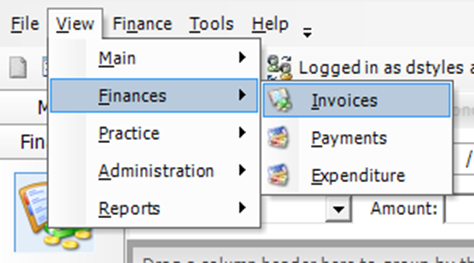 File View Finance Tools Help
Main
Logged in as dstyles
Finances
Invoices
Practice
Payments
Administration
Expenditure
Reports
Amount: